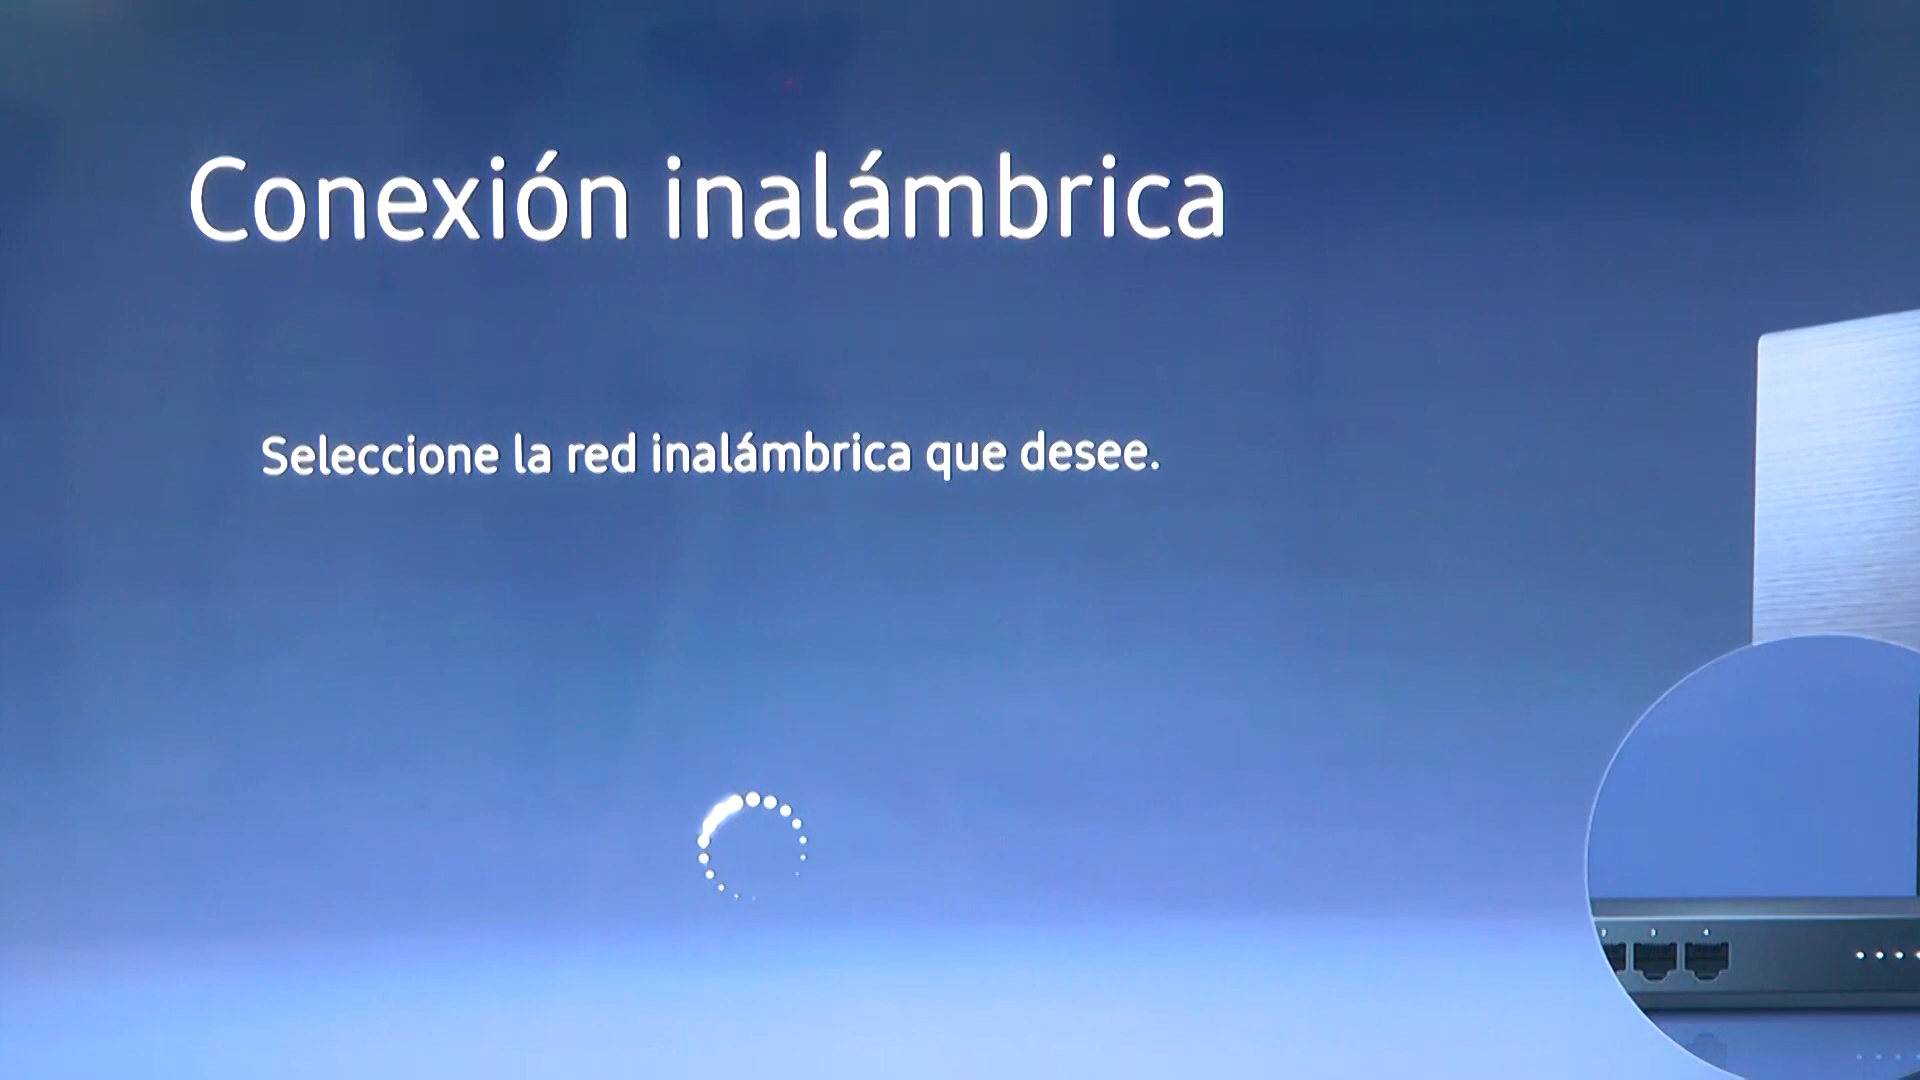 Conexión inalámbrica
Seleccione la red inalámbrica que desee.